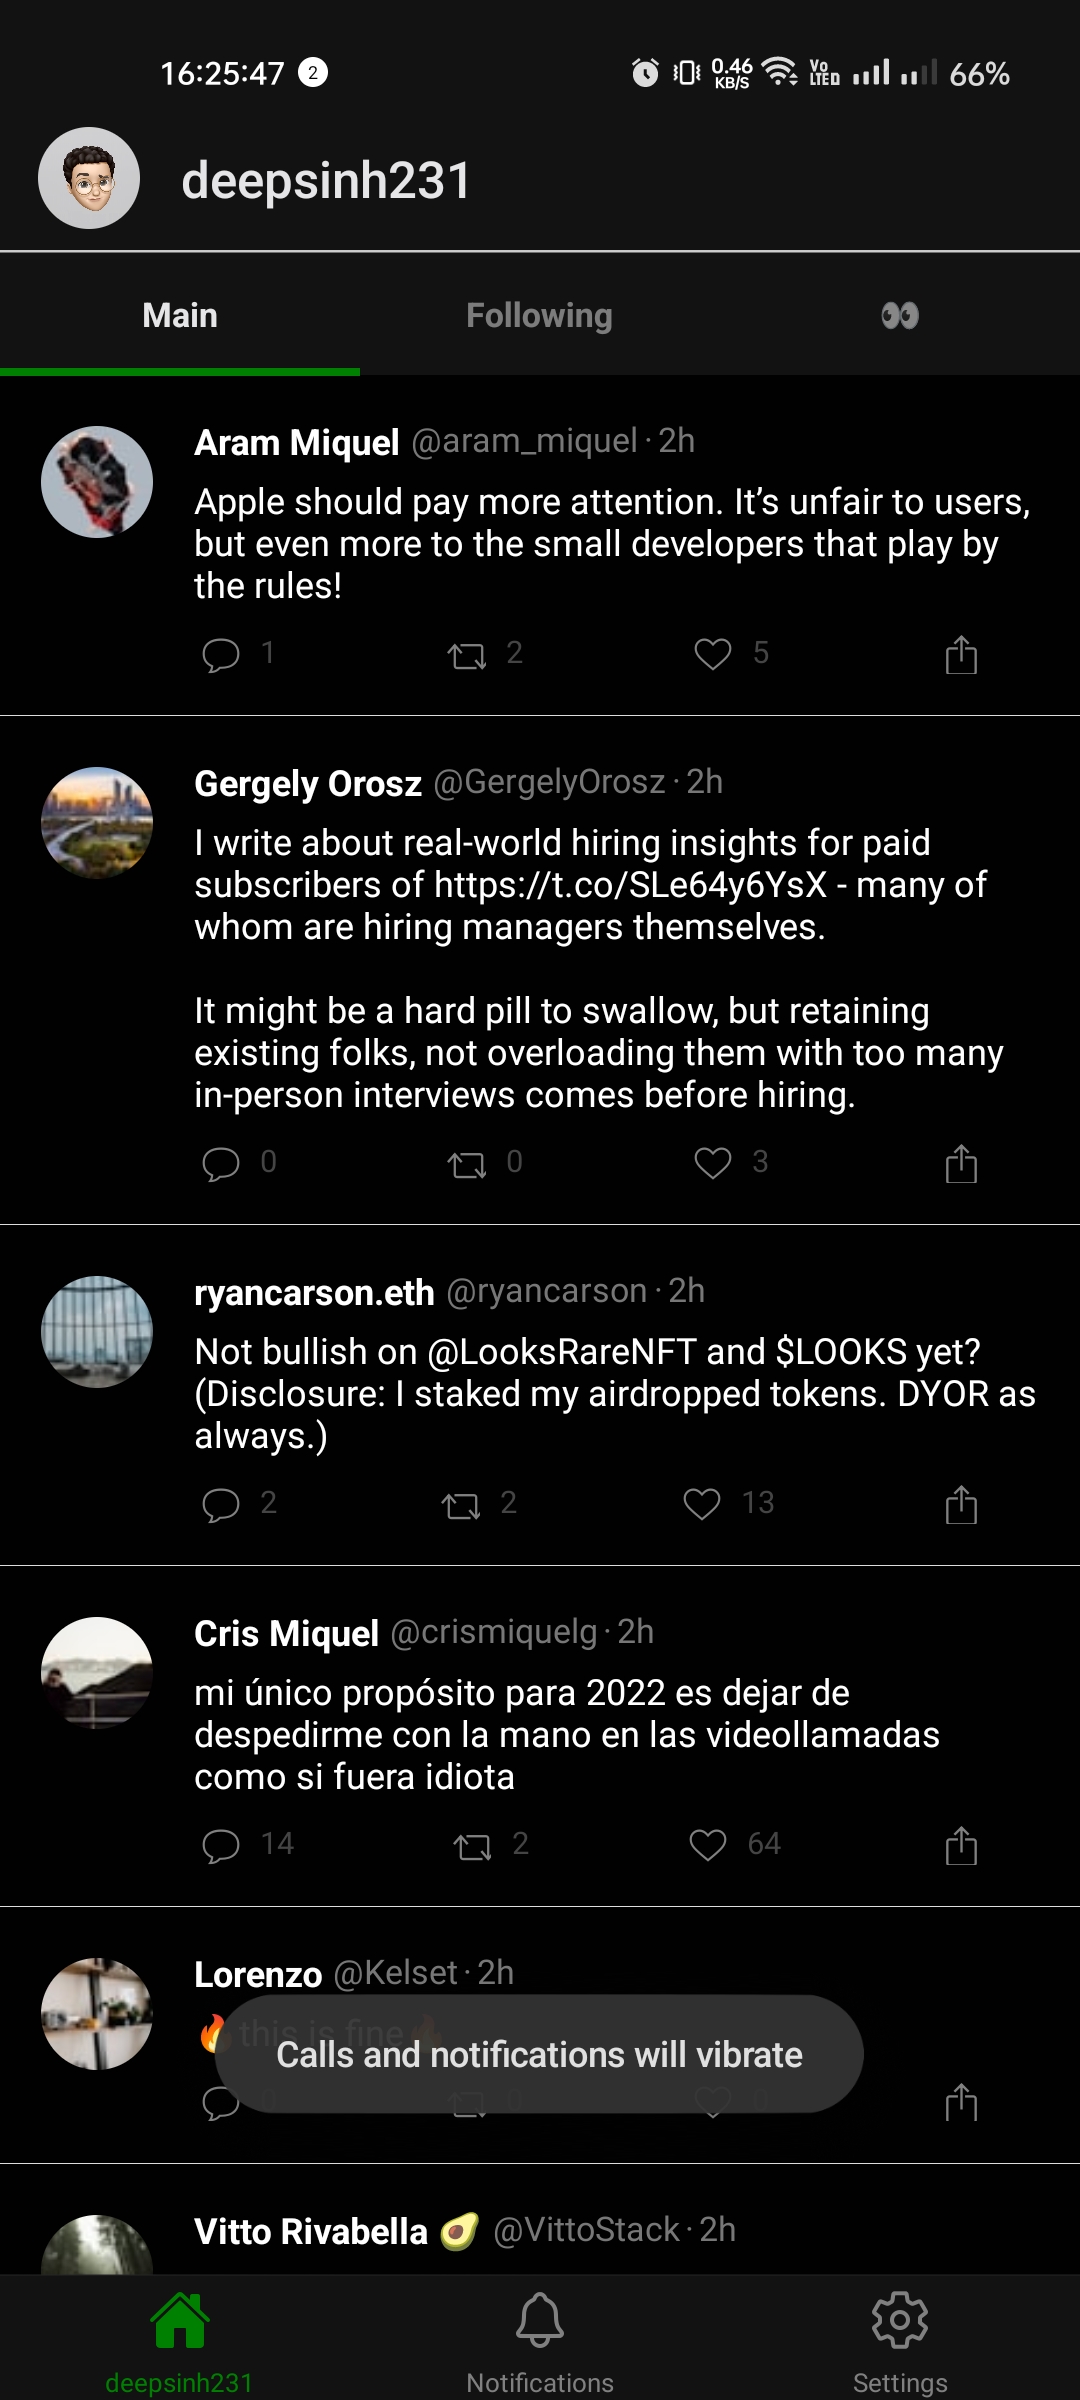 16:25:47 2 0.46 KB/S VoLTED 66%
deepsinh231
Main Following 👀
Aram Miquel @aram_miquel · 2h
Apple should pay more attention. It’s unfair to users,
but even more to the small developers that play by
the rules!
1 2 5
Gergely Orosz @GergelyOrosz · 2h
I write about real-world hiring insights for paid
subscribers of https://t.co/SLe64y6YsX - many of
whom are hiring managers themselves.
It might be a hard pill to swallow, but retaining
existing folks, not overloading them with too many
in-person interviews comes before hiring.
0 0 3
ryancarson.eth @ryancarson · 2h
Not bullish on @LooksRareNFT and $LOOKS yet?
(Disclosure: I staked my airdropped tokens. DYOR as
always.)
2 2 13
Cris Miquel @crismiquelg · 2h
mi único propósito para 2022 es dejar de
despedirme con la mano en las videollamadas
como si fuera idiota
14 2 64
Lorenzo @Kelset · 2h
🔥 this is fine 🔥
Calls and notifications will vibrate
0 0 0
Vitto Rivabella 🥑 @VittoStack · 2h
deepsinh231 Notifications Settings